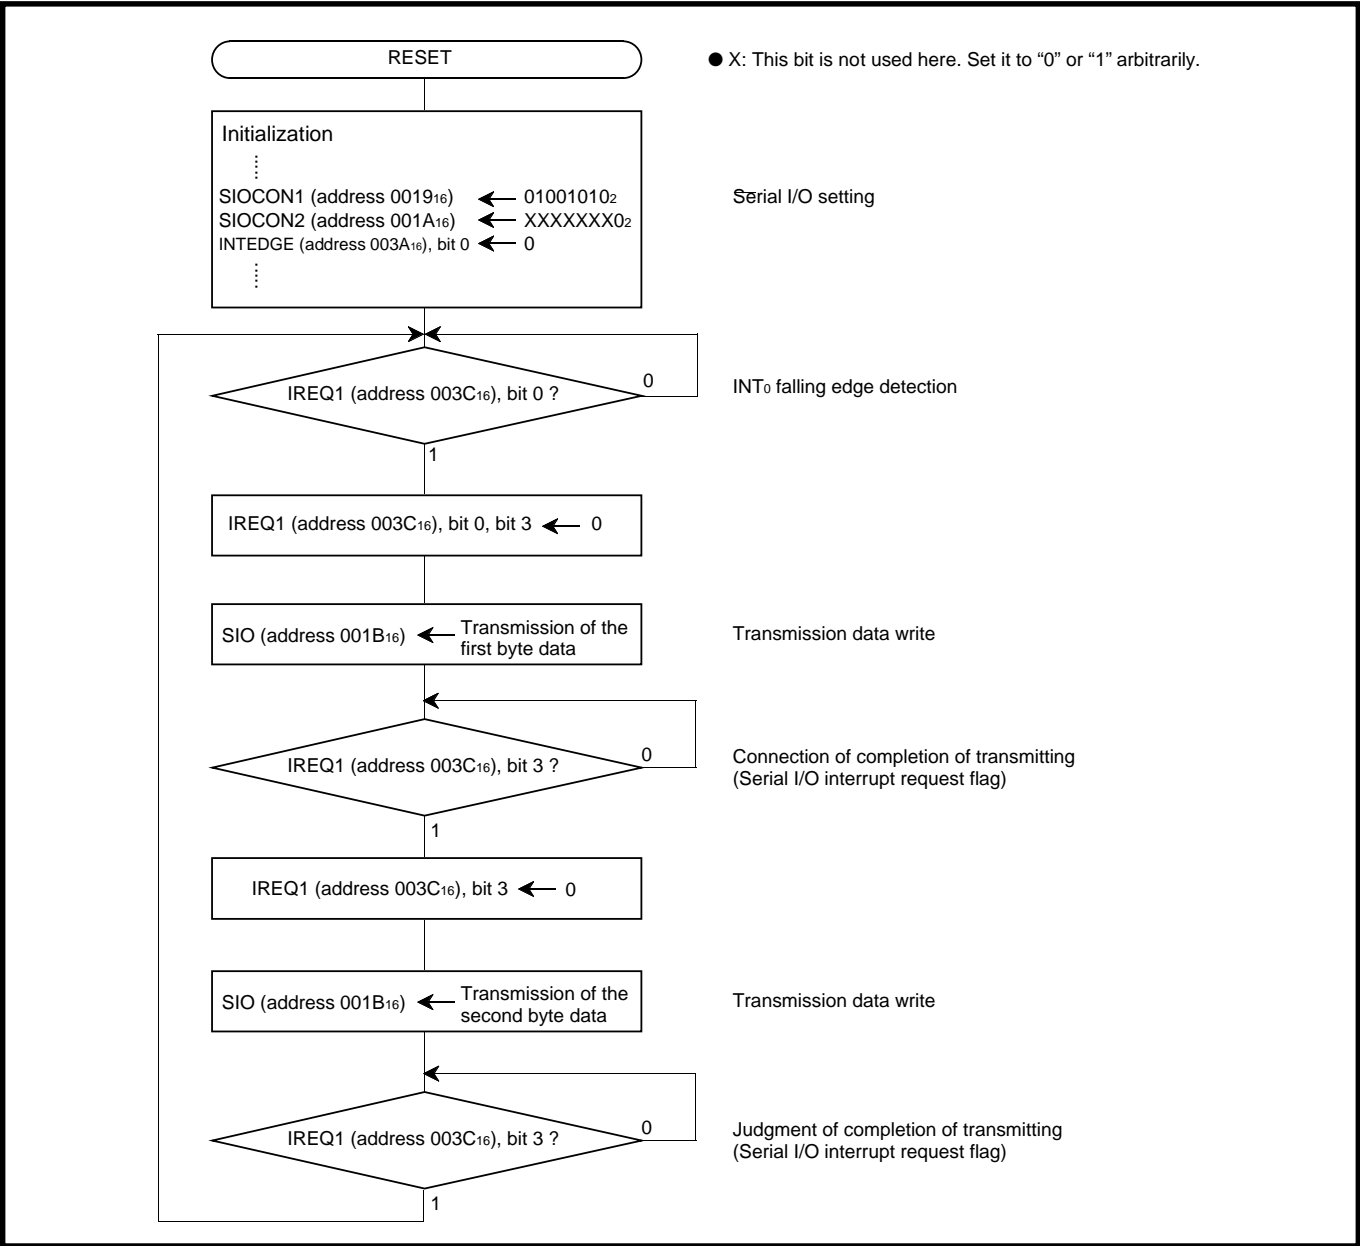 RESET
● X: This bit is not used here. Set it to “0” or “1” arbitrarily.
Initialization
SIOCON1 (address 0019₁₆) ← 01001010₂
Serial I/O setting
SIOCON2 (address 001A₁₆) ← XXXXXXX0₂
INTEDGE (address 003A₁₆), bit 0 ← 0
IREQ1 (address 003C₁₆), bit 0 ?
0
INT₀ falling edge detection
1
IREQ1 (address 003C₁₆), bit 0, bit 3 ← 0
SIO (address 001B₁₆) ← Transmission of the
first byte data
Transmission data write
IREQ1 (address 003C₁₆), bit 3 ?
0
Connection of completion of transmitting
(Serial I/O interrupt request flag)
1
IREQ1 (address 003C₁₆), bit 3 ← 0
SIO (address 001B₁₆) ← Transmission of the
second byte data
Transmission data write
IREQ1 (address 003C₁₆), bit 3 ?
0
Judgment of completion of transmitting
(Serial I/O interrupt request flag)
1